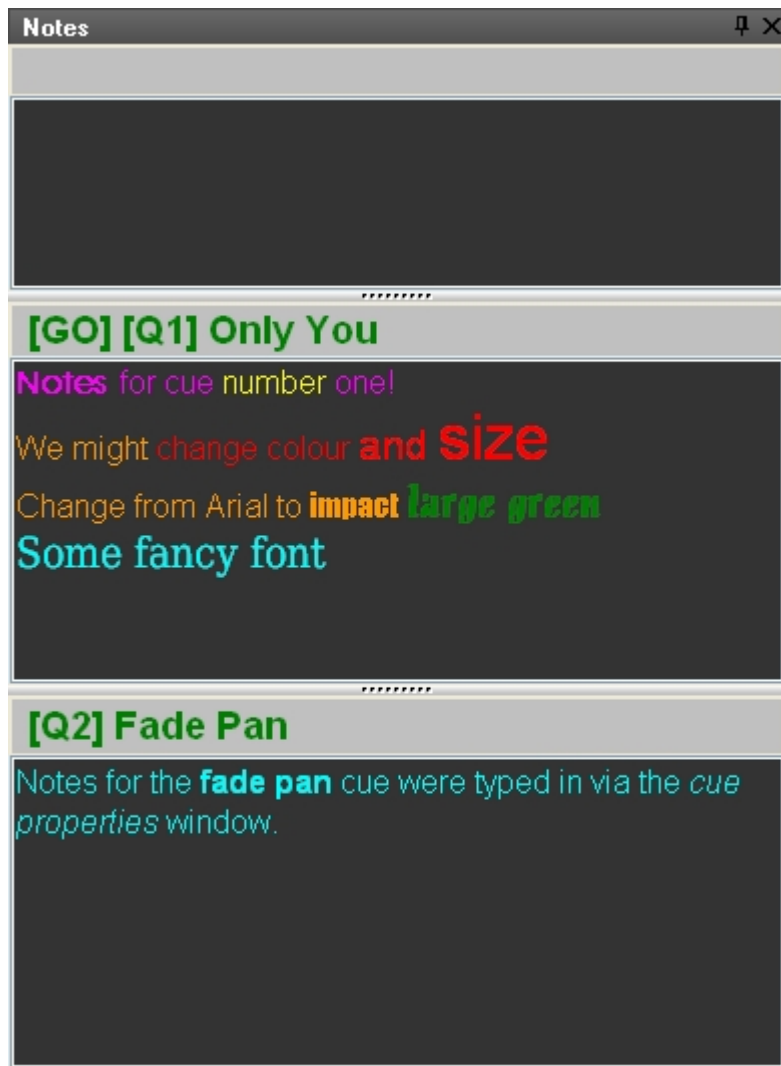 Notes
[GO] [Q1] Only You
Notes for cue number one!
We might change colour and size
Change from Arial to impact large green
Some fancy font
[Q2] Fade Pan
Notes for the fade pan cue were typed in via the cue
properties window.